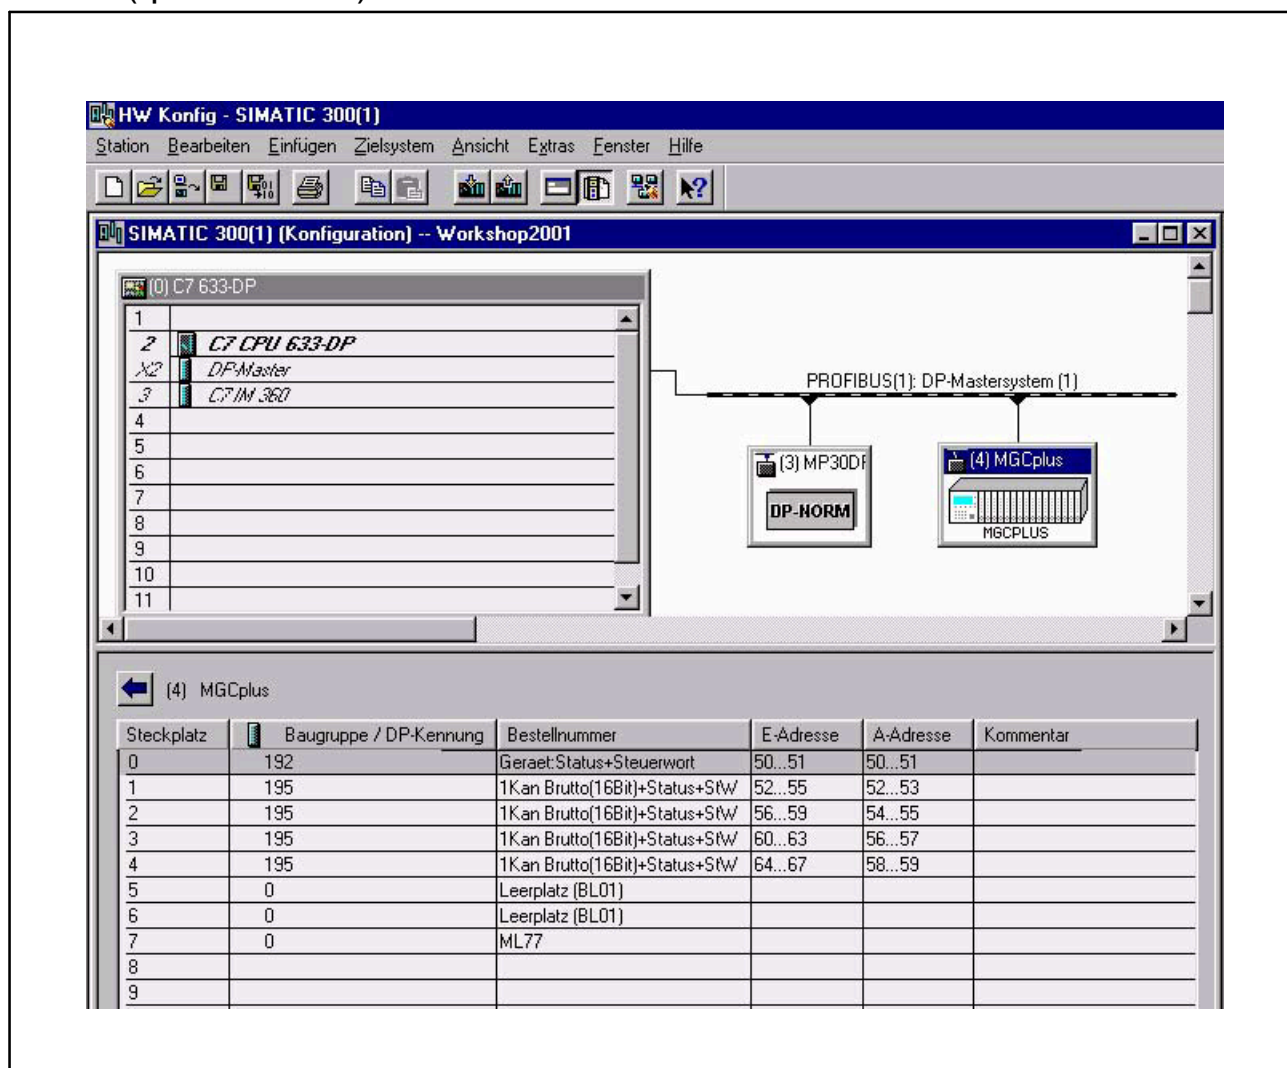 HW Konfig - SIMATIC 300(1)
Station Bearbeiten Einfügen Zielsystem Ansicht Extras Fenster Hilfe
SIMATIC 300(1) (Konfiguration) -- Workshop2001
(0) C7 633-DP
1
2 C7 CPU 633-DP
X2 DP-Master
3 C7 IM 360
4
5
6
7
8
9
10
11
PROFIBUS(1): DP-Mastersystem (1)
(3) MP30DP
DP-NORM
(4) MGCplus
MGCPLUS
(4) MGCplus
Steckplatz Baugruppe / DP-Kennung Bestellnummer E-Adresse A-Adresse Kommentar
0 192 Geraet:Status+Steuerwort 50...51 50...51
1 195 1Kan Brutto(16Bit)+Status+StW 52...55 52...53
2 195 1Kan Brutto(16Bit)+Status+StW 56...59 54...55
3 195 1Kan Brutto(16Bit)+Status+StW 60...63 56...57
4 195 1Kan Brutto(16Bit)+Status+StW 64...67 58...59
5 0 Leerplatz (BL01)
6 0 Leerplatz (BL01)
7 0 ML77
8
9